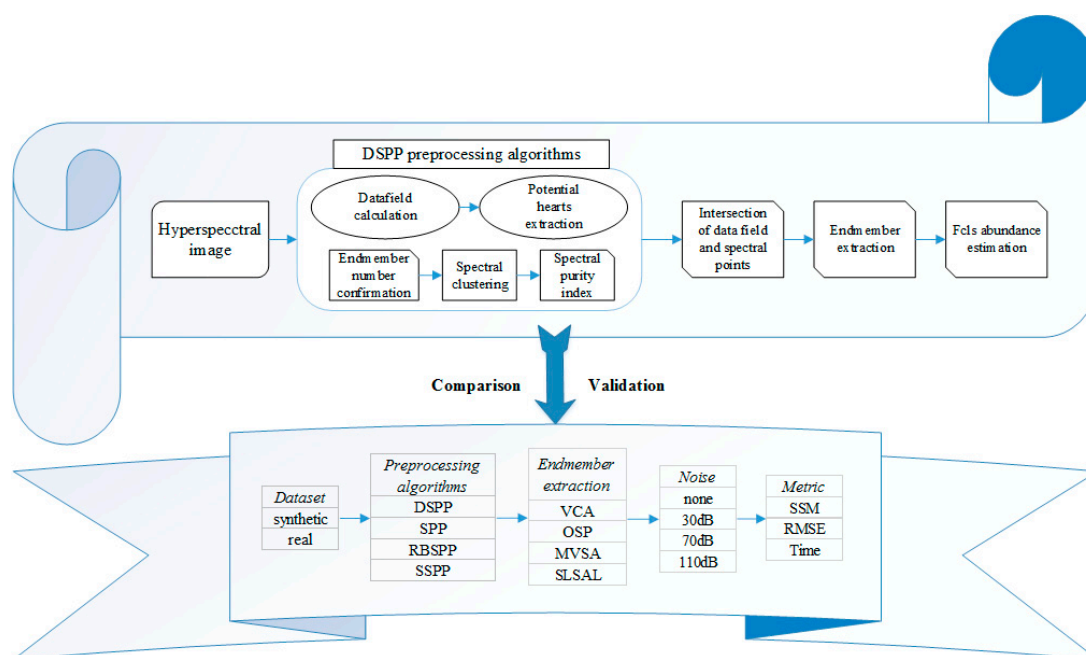 DSPP preprocessing algorithms
Hyperspecctral
image
Datafield
calculation
Potential
hearts
extraction
Endmember
number
confirmation
Spectral
clustering
Spectral
purity
index
Intersection
of data field
and spectral
points
Endmember
extraction
Fcls abundance
estimation
Comparison
Validation
Dataset
synthetic
real
Preprocessing
algorithms
DSPP
SPP
RBSPP
SSPP
Endmember
extraction
VCA
OSP
MVSA
SLSAL
Noise
none
30dB
70dB
110dB
Metric
SSM
RMSE
Time